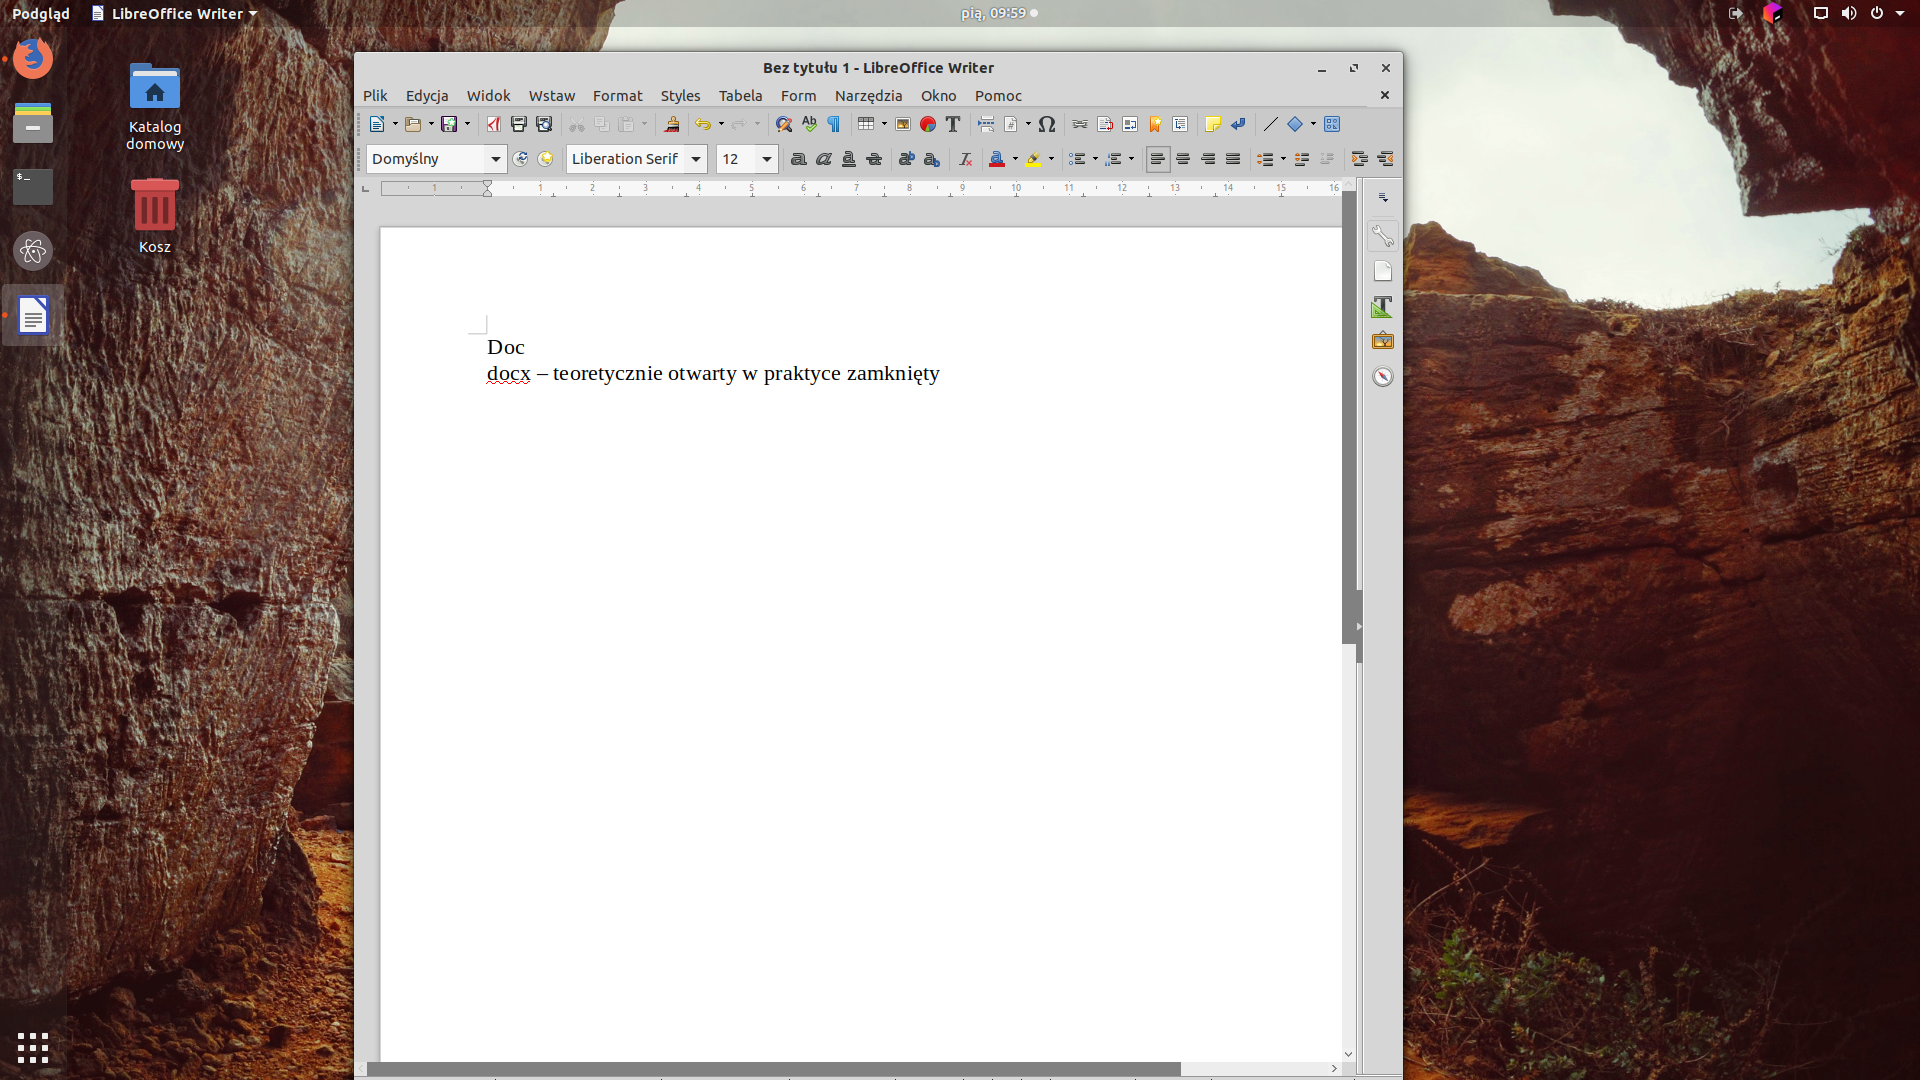 Podgląd LibreOffice Writer pią, 09:59
Katalog
domowy
Kosz
Bez tytułu 1 - LibreOffice Writer
Plik Edycja Widok Wstaw Format Styles Tabela Form Narzędzia Okno Pomoc
Domyślny Liberation Serif 12
1 1 2 3 4 5 6 7 8 9 10 11 12 13 14 15 16
Doc
docx – teoretycznie otwarty w praktyce zamknięty